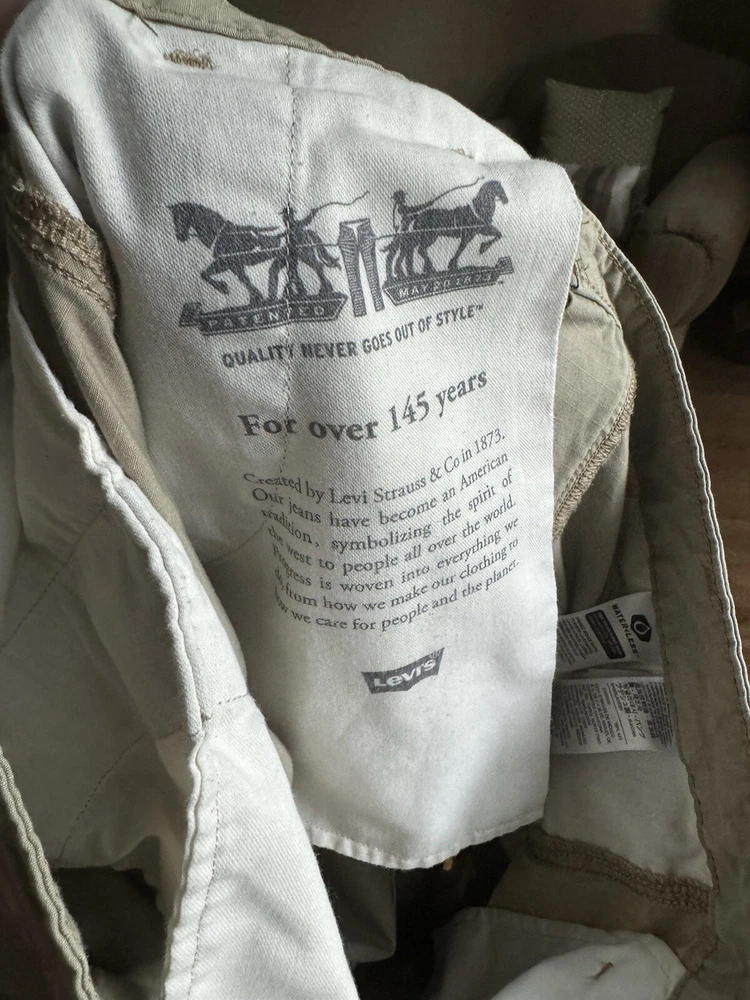 PATENTED
MAY 20 1873
QUALITY NEVER GOES OUT OF STYLE™
For over 145 years
Created by Levi Strauss & Co in 1873.
Our jeans have become an American
tradition, symbolizing the spirit of
the west to people all over the world.
Progress is woven into everything we
do, from how we make our clothing to
how we care for people and the planet.
Levi's
WATER<LESS™